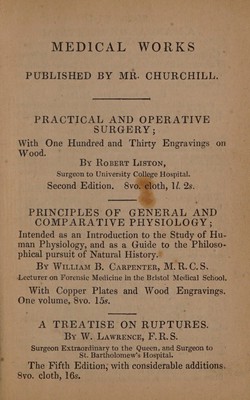 MEDICAL WORKS
PUBLISHED BY MR. CHURCHILL.
PRACTICAL AND OPERATIVE
SURGERY;
With One Hundred and Thirty Engravings on
Wood.
By Robert Liston,
Surgeon to University College Hospital.
Second Edition. 8vo. cloth, 1l. 2s.
PRINCIPLES OF GENERAL AND
COMPARATIVE PHYSIOLOGY;
Intended as an Introduction to the Study of Hu-
man Physiology, and as a Guide to the Philoso-
phical pursuit of Natural History.
By William B. Carpenter, M.R.C.S.
Lecturer on Forensic Medicine in the Bristol Medical School.
With Copper Plates and Wood Engravings.
One volume, 8vo. 15s.
A TREATISE ON RUPTURES.
By W. Lawrence, F.R.S.
Surgeon Extraordinary to the Queen, and Surgeon to
St. Bartholomew's Hospital.
The Fifth Edition, with considerable additions.
8vo. cloth, 16s.